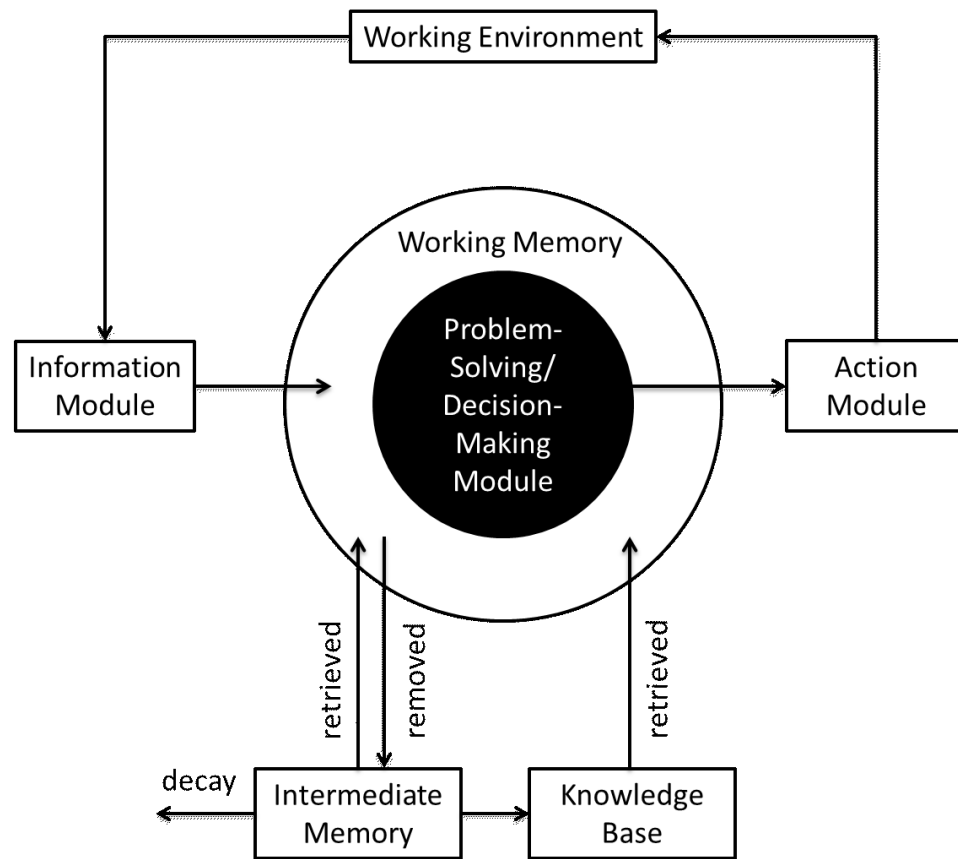 Working Environment
Working Memory
Problem-
Solving/
Decision-
Making
Module
Information
Module
Action
Module
retrieved
removed
retrieved
decay
Intermediate
Memory
Knowledge
Base